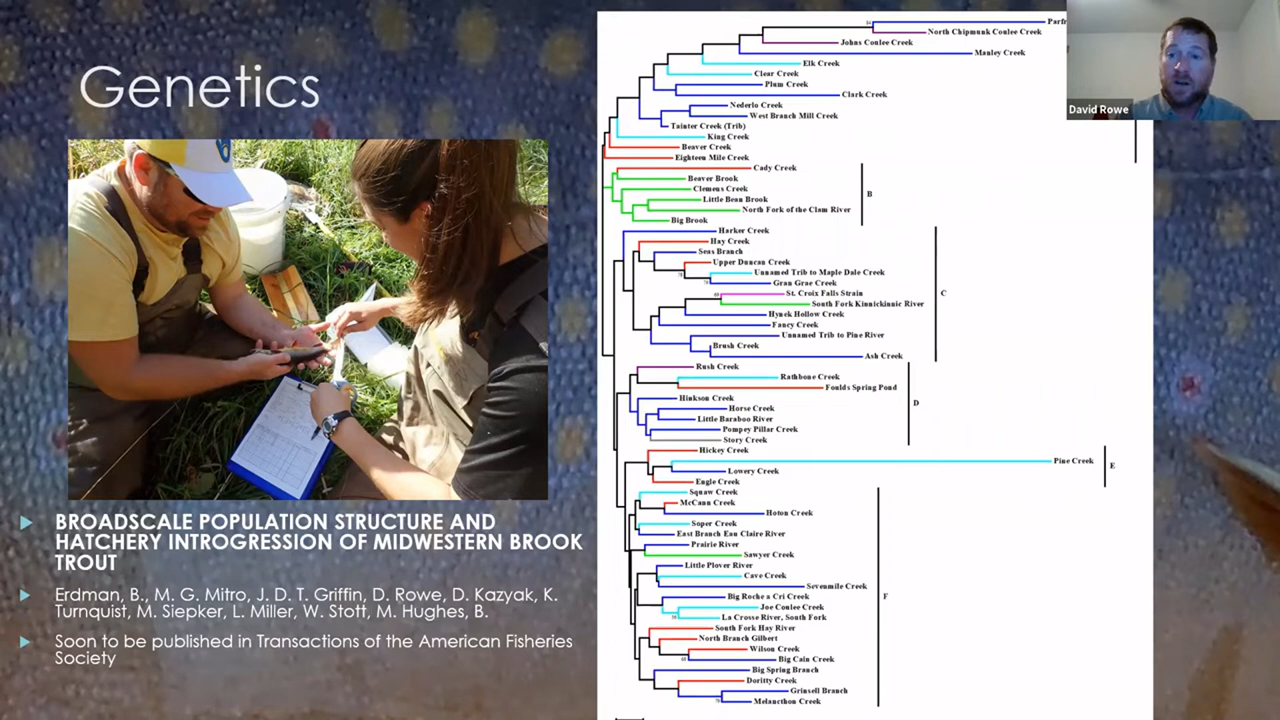 Genetics
BROADSCALE POPULATION STRUCTURE AND
HATCHERY INTROGRESSION OF MIDWESTERN BROOK
TROUT
Erdman, B., M. G. Mitro, J. D. T. Griffin, D. Rowe, D. Kazyak, K.
Turnquist, M. Siepker, L. Miller, W. Stott, M. Hughes, B.
Soon to be published in Transactions of the American Fisheries
Society
North Chipmunk Coulee Creek
Johns Coulee Creek
Manley Creek
Elk Creek
Clear Creek
Plum Creek
Clark Creek
Nederlo Creek
West Branch Mill Creek
Tainter Creek (Trib)
King Creek
Beaver Creek
Eighteen Mile Creek
Cady Creek
Beaver Brook
Clemens Creek
Little Bean Brook
North Fork of the Clam River
Big Brook
B
Harker Creek
Hay Creek
Seas Branch
Upper Duncan Creek
Unnamed Trib to Maple Dale Creek
Gran Grae Creek
St. Croix Falls Strain
South Fork Kinnickinnic River
Hynek Hollow Creek
Fancy Creek
Unnamed Trib to Pine River
Brush Creek
Ash Creek
C
Rush Creek
Rathbone Creek
Foulds Spring Pond
Hinkson Creek
Horse Creek
Little Baraboo River
Pompey Pillar Creek
Story Creek
D
Hickey Creek
Pine Creek
Lowery Creek
Engle Creek
E
Squaw Creek
McCann Creek
Hoton Creek
Soper Creek
East Branch Eau Claire River
Prairie River
Sawyer Creek
Little Plover River
Cave Creek
Sevenmile Creek
Big Roche a Cri Creek
Joe Coulee Creek
La Crosse River, South Fork
South Fork Hay River
North Branch Gilbert
Wilson Creek
Big Cain Creek
Big Spring Branch
Doritty Creek
Grinsell Branch
Melancthon Creek
F
David Rowe